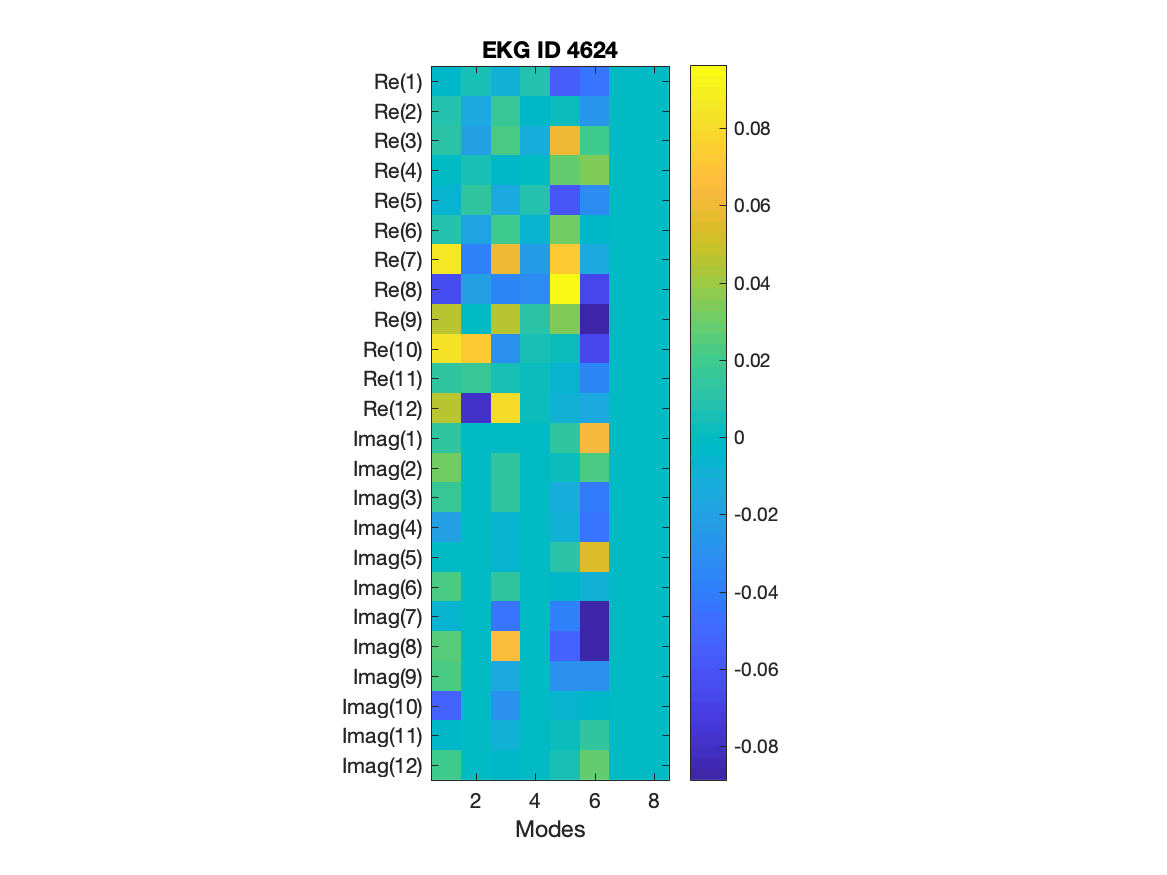 EKG ID 4624
Re(1)
Re(2)
Re(3)
Re(4)
Re(5)
Re(6)
Re(7)
Re(8)
Re(9)
Re(10)
Re(11)
Re(12)
Imag(1)
Imag(2)
Imag(3)
Imag(4)
Imag(5)
Imag(6)
Imag(7)
Imag(8)
Imag(9)
Imag(10)
Imag(11)
Imag(12)
2 4 6 8
Modes
0.08
0.06
0.04
0.02
0
-0.02
-0.04
-0.06
-0.08